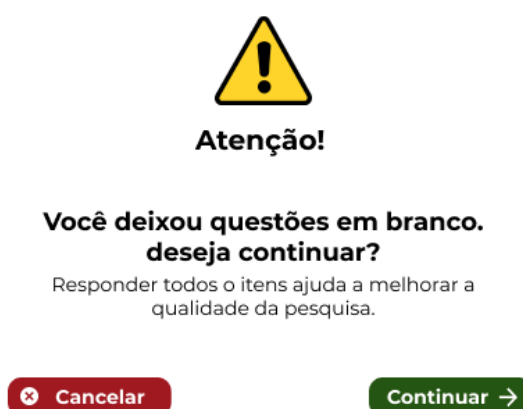 Atenção!
Você deixou questões em branco.
deseja continuar?
Responder todos o itens ajuda a melhorar a
qualidade da pesquisa.
Cancelar
Continuar →